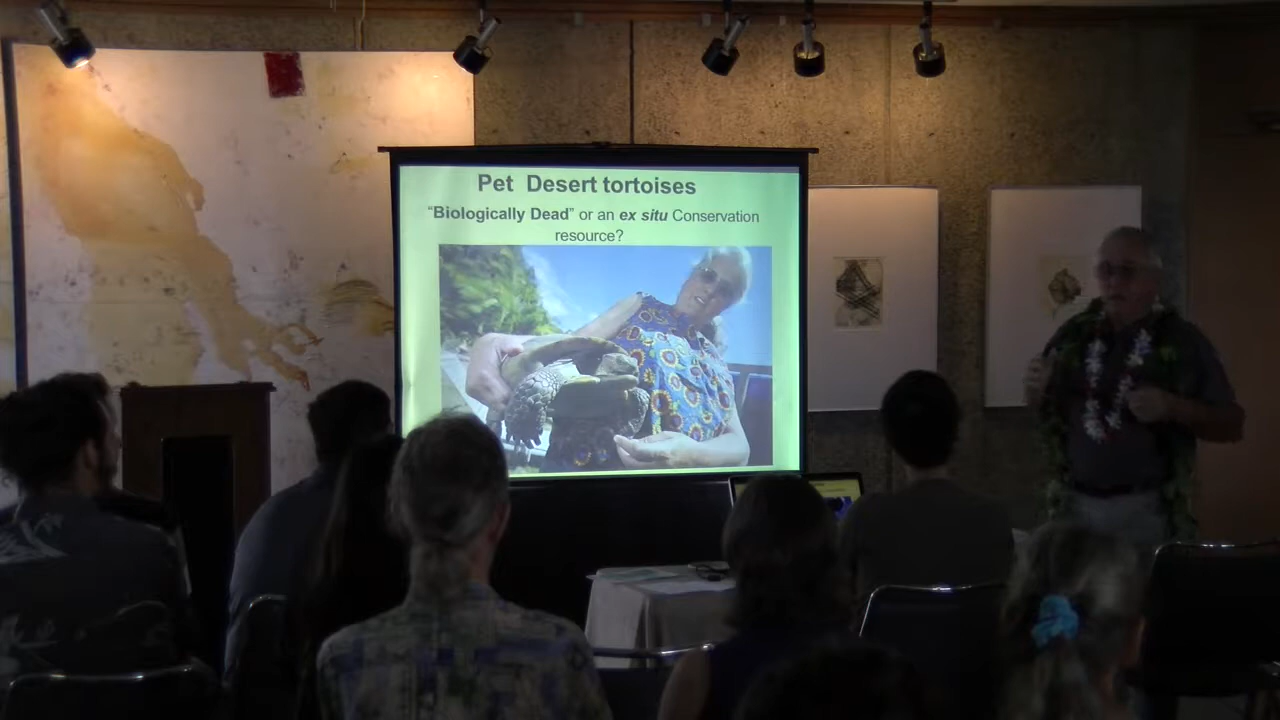 Pet Desert tortoises
“Biologically Dead” or an ex situ Conservation
resource?